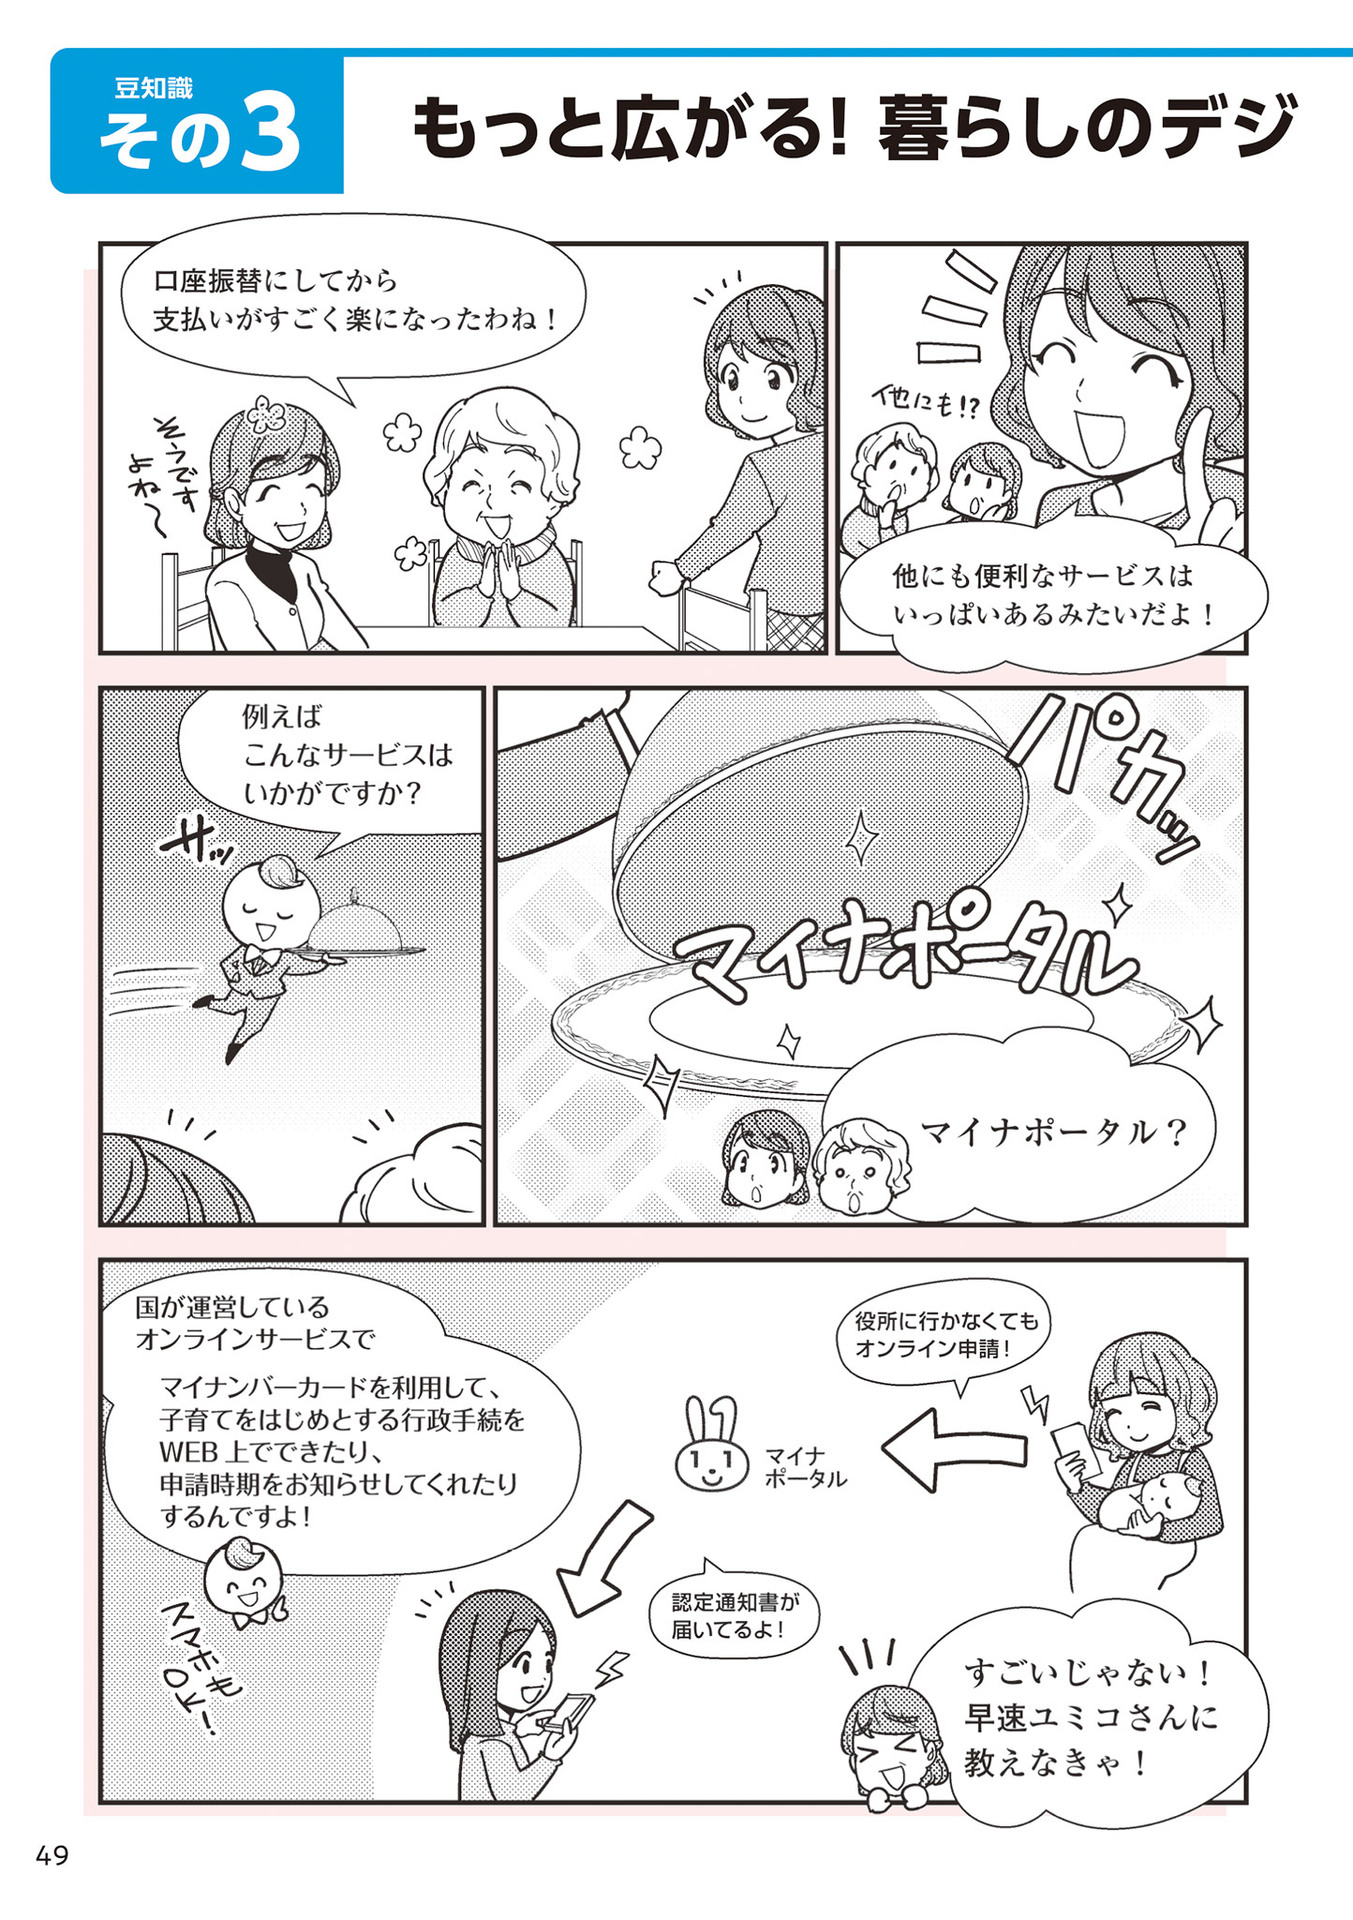 豆知識
その3
もっと広がる！暮らしのデジ
口座振替にしてから
支払いがすごく楽になったわね！
そうです
よね〜
他にも!?
他にも便利なサービスは
いっぱいあるみたいだよ！
例えば
こんなサービスは
いかがですか？
サッ
パカッ
マイナポータル
マイナポータル？
国が運営している
オンラインサービスで
マイナンバーカードを利用して、
子育てをはじめとする行政手続を
WEB上でできたり、
申請時期をお知らせしてくれたり
するんですよ！
スマホも
OK！
役所に行かなくても
オンライン申請！
マイナ
ポータル
認定通知書が
届いてるよ！
すごいじゃない！
早速ユミコさんに
教えなきゃ！
49